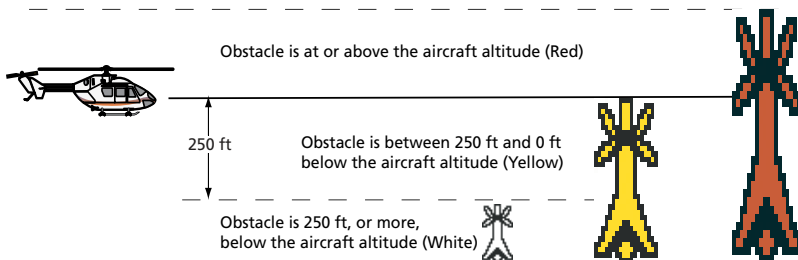 Obstacle is at or above the aircraft altitude (Red)
250 ft
Obstacle is between 250 ft and 0 ft
below the aircraft altitude (Yellow)
Obstacle is 250 ft, or more,
below the aircraft altitude (White)